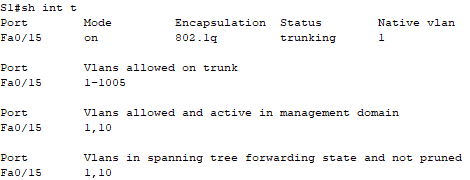 S1#sh int t
Port Mode Encapsulation Status Native vlan
Fa0/15 on 802.1q trunking 1
Port Vlans allowed on trunk
Fa0/15 1-1005
Port Vlans allowed and active in management domain
Fa0/15 1,10
Port Vlans in spanning tree forwarding state and not pruned
Fa0/15 1,10